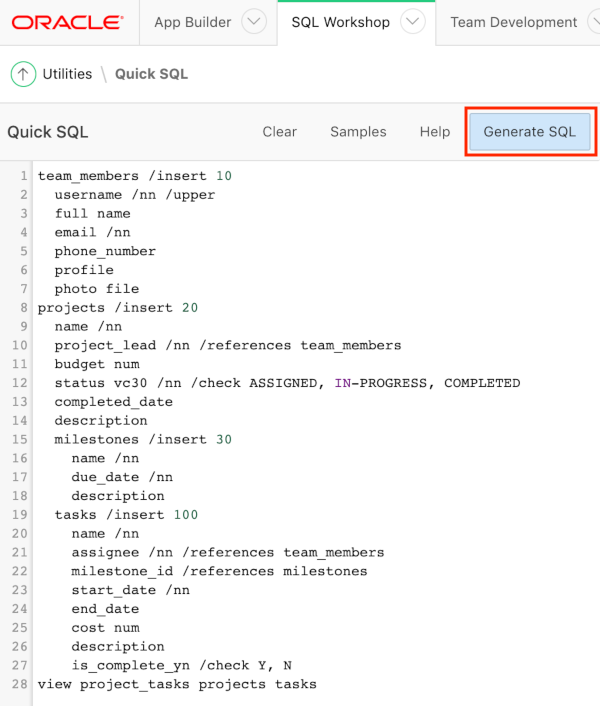 ORACLE® App Builder SQL Workshop Team Development
Utilities \ Quick SQL
Quick SQL Clear Samples Help Generate SQL
1 team_members /insert 10
2   username /nn /upper
3   full name
4   email /nn
5   phone_number
6   profile
7   photo file
8 projects /insert 20
9   name /nn
10   project_lead /nn /references team_members
11   budget num
12   status vc30 /nn /check ASSIGNED, IN-PROGRESS, COMPLETED
13   completed_date
14   description
15   milestones /insert 30
16     name /nn
17     due_date /nn
18     description
19   tasks /insert 100
20     name /nn
21     assignee /nn /references team_members
22     milestone_id /references milestones
23     start_date /nn
24     end_date
25     cost num
26     description
27     is_complete_yn /check Y, N
28 view project_tasks projects tasks